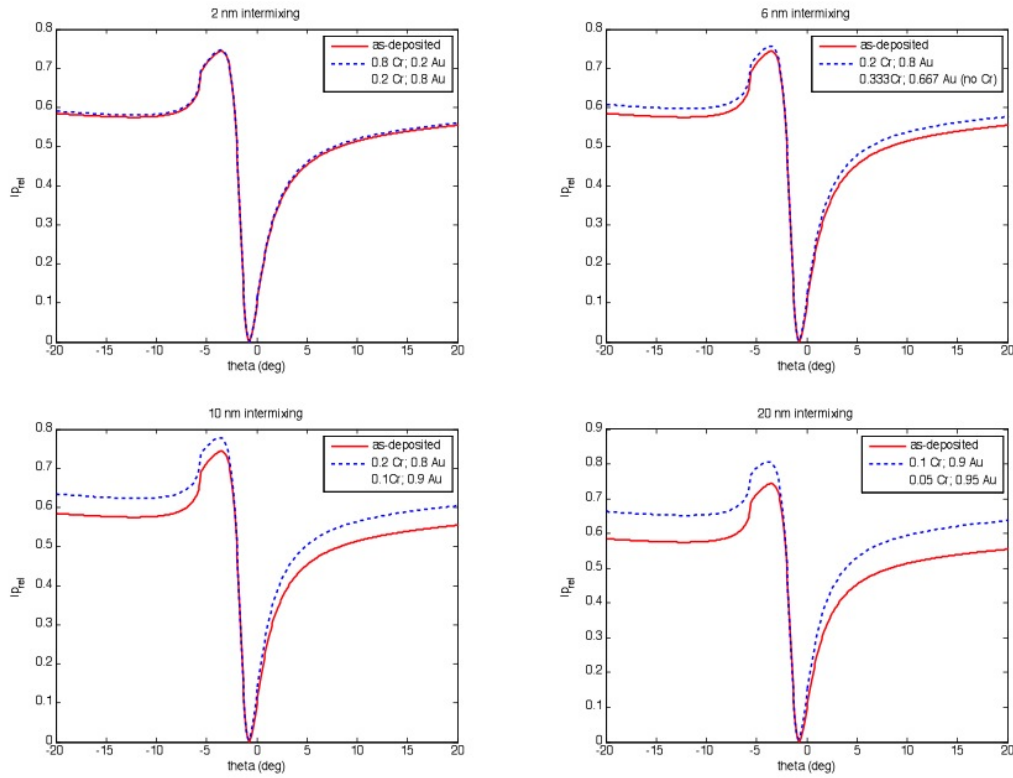 2 nm intermixing
0.8
0.7
0.6
0.5
0.4
0.3
0.2
0.1
0
Ip_rel
as-deposited
0.8 Cr; 0.2 Au
0.2 Cr; 0.8 Au
-20 -15 -10 -5 0 5 10 15 20
theta (deg)
6 nm intermixing
0.8
0.7
0.6
0.5
0.4
0.3
0.2
0.1
0
Ip_rel
as-deposited
0.2 Cr; 0.8 Au
0.333Cr; 0.667 Au (no Cr)
-20 -15 -10 -5 0 5 10 15 20
theta (deg)
10 nm intermixing
0.8
0.7
0.6
0.5
0.4
0.3
0.2
0.1
0
Ip_rel
as-deposited
0.2 Cr; 0.8 Au
0.1Cr; 0.9 Au
-20 -15 -10 -5 0 5 10 15 20
theta (deg)
20 nm intermixing
0.9
0.8
0.7
0.6
0.5
0.4
0.3
0.2
0.1
0
Ip_rel
as-deposited
0.1 Cr; 0.9 Au
0.05 Cr; 0.95 Au
-20 -15 -10 -5 0 5 10 15 20
theta (deg)